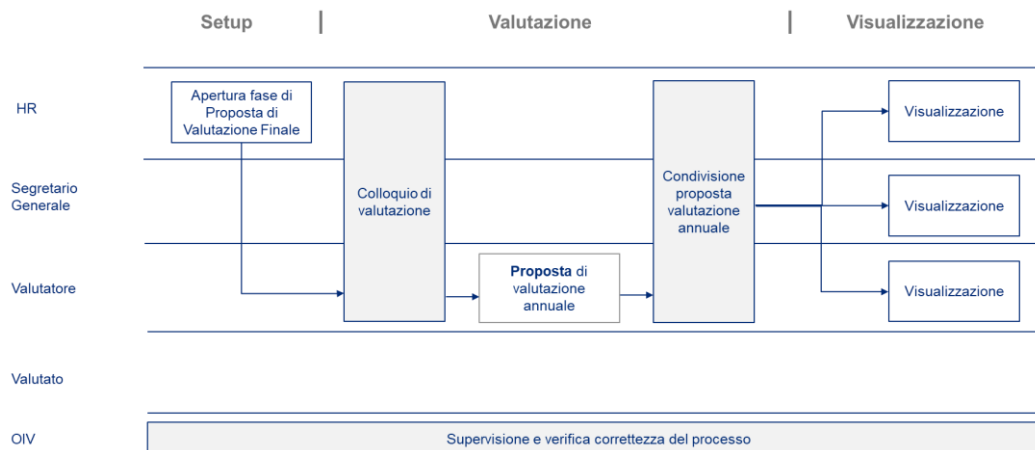 Setup | Valutazione | Visualizzazione
HR
Apertura fase di
Proposta di
Valutazione Finale
Visualizzazione
Segretario
Generale
Colloquio di
valutazione
Condivisione
proposta
valutazione
annuale
Visualizzazione
Valutatore
Proposta di
valutazione
annuale
Visualizzazione
Valutato
OIV
Supervisione e verifica correttezza del processo